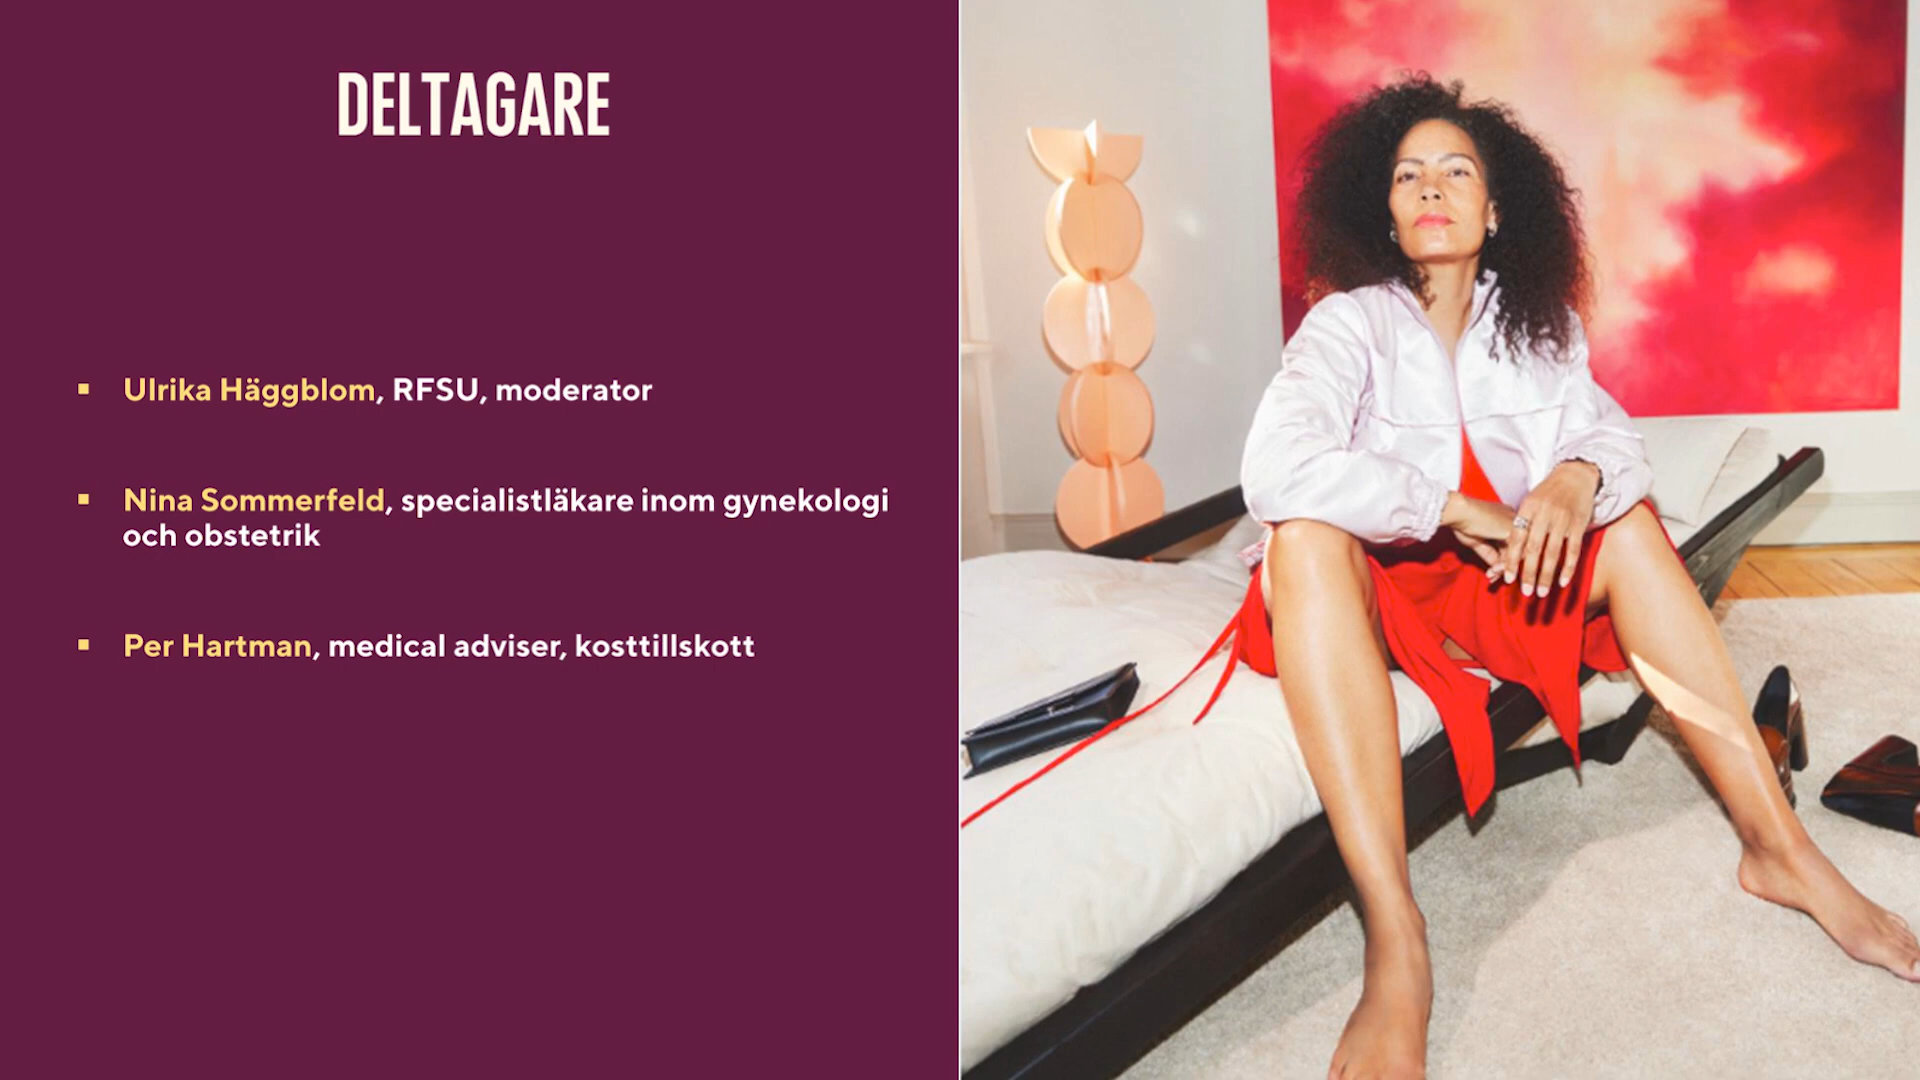 DELTAGARE
▪ Ulrika Häggblom, RFSU, moderator
▪ Nina Sommerfeld, specialistläkare inom gynekologi
och obstetrik
▪ Per Hartman, medical adviser, kosttillskott